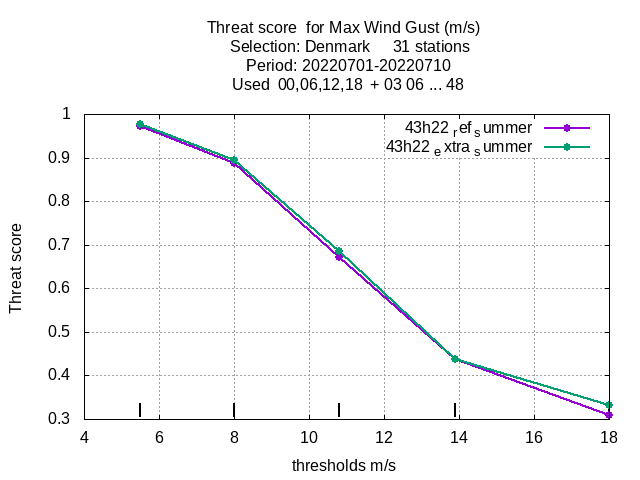 Threat score  for Max Wind Gust (m/s)
Selection: Denmark     31 stations
Period: 20220701-20220710
Used  00,06,12,18  + 03 06 ... 48
43h22 ref summer
43h22 extra summer
1
0.9
0.8
0.7
0.6
0.5
0.4
0.3
Threat score
4 6 8 10 12 14 16 18
thresholds m/s